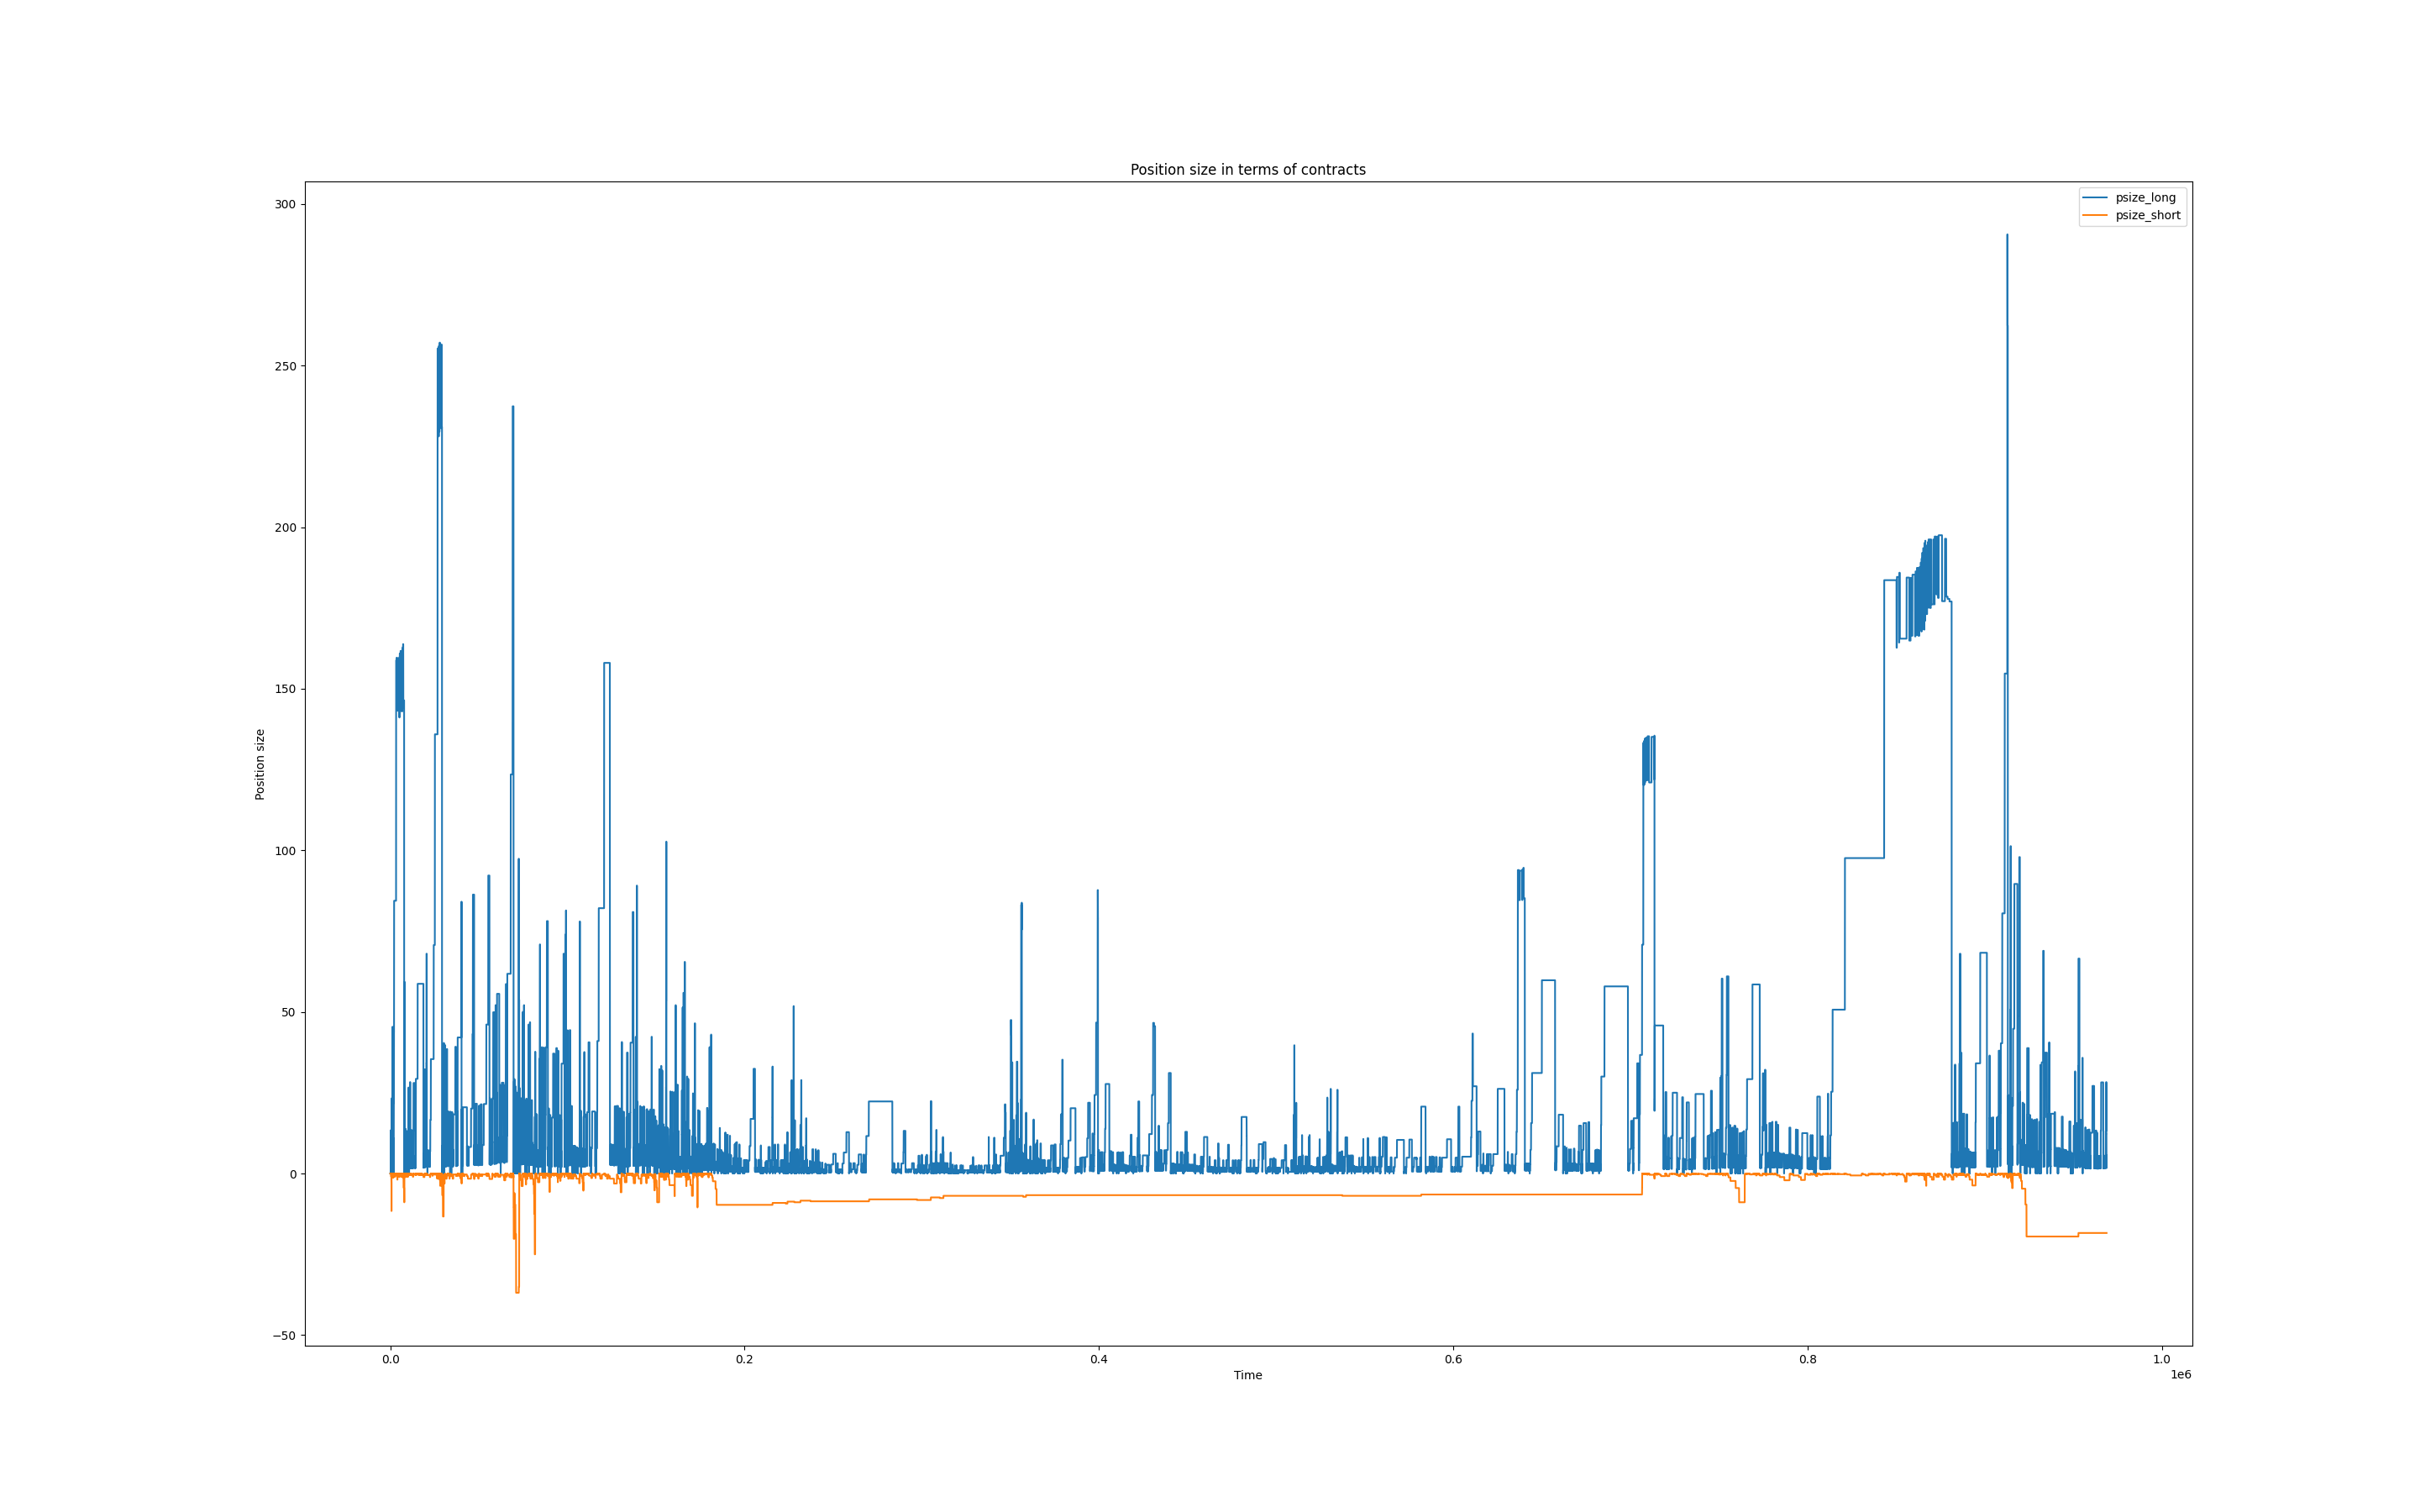 Position size in terms of contracts
psize_long
psize_short
Position size
300
250
200
150
100
50
0
−50
0.0
0.2
0.4
0.6
0.8
1.0
1e6
Time